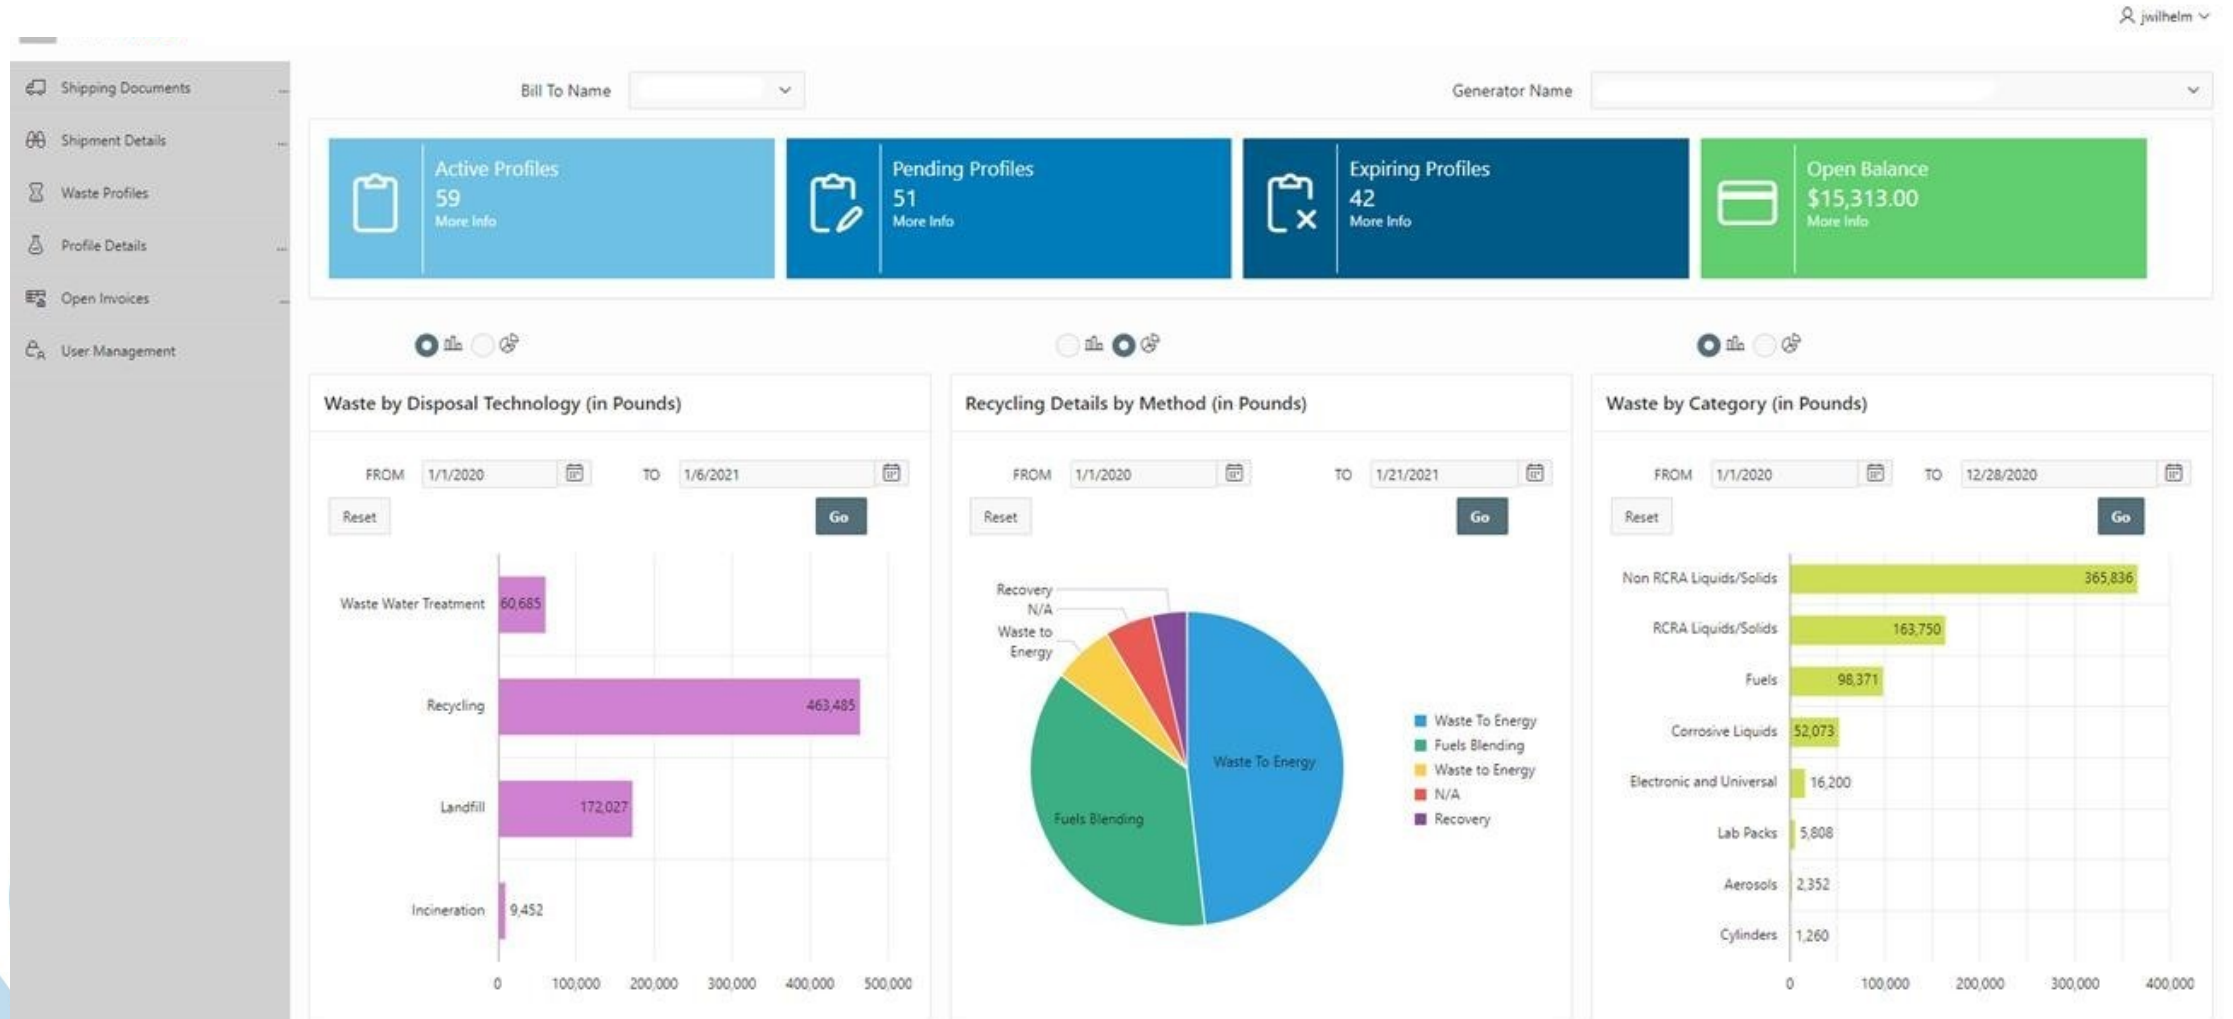 jwilhelm
Shipping Documents ...
Shipment Details ...
Waste Profiles
Profile Details ...
Open Invoices ...
User Management
Bill To Name
Generator Name
Active Profiles
59
More Info
Pending Profiles
51
More Info
Expiring Profiles
42
More Info
Open Balance
$15,313.00
More Info
Waste by Disposal Technology (in Pounds)
FROM 1/1/2020 TO 1/6/2021
Reset Go
Waste Water Treatment 60,685
Recycling 463,485
Landfill 172,027
Incineration 9,452
0 100,000 200,000 300,000 400,000 500,000
Recycling Details by Method (in Pounds)
FROM 1/1/2020 TO 1/21/2021
Reset Go
Recovery
N/A
Waste to
Energy
Waste To Energy
Fuels Blending
Waste To Energy
Fuels Blending
Waste to Energy
N/A
Recovery
Waste by Category (in Pounds)
FROM 1/1/2020 TO 12/28/2020
Reset Go
Non RCRA Liquids/Solids 365,836
RCRA Liquids/Solids 163,750
Fuels 98,371
Corrosive Liquids 52,073
Electronic and Universal 16,200
Lab Packs 5,808
Aerosols 2,352
Cylinders 1,260
0 100,000 200,000 300,000 400,000